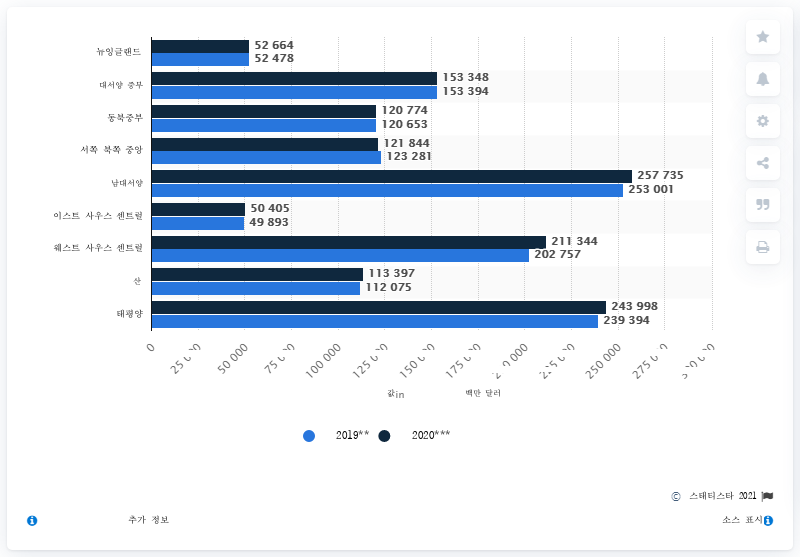 뉴잉글랜드
52 664
52 478
대서양 중부
153 348
153 394
동북중부
120 774
120 653
서쪽 북쪽 중앙
121 844
123 281
남대서양
257 735
253 001
이스트 사우스 센트럴
50 405
49 893
웨스트 사우스 센트럴
211 344
202 757
산
113 397
112 075
태평양
243 998
239 394
0 50 000 100 000 250 000
값in 백만 달러
2019** 2020***
© 스태티스타 2021
추가 정보 소스 표시